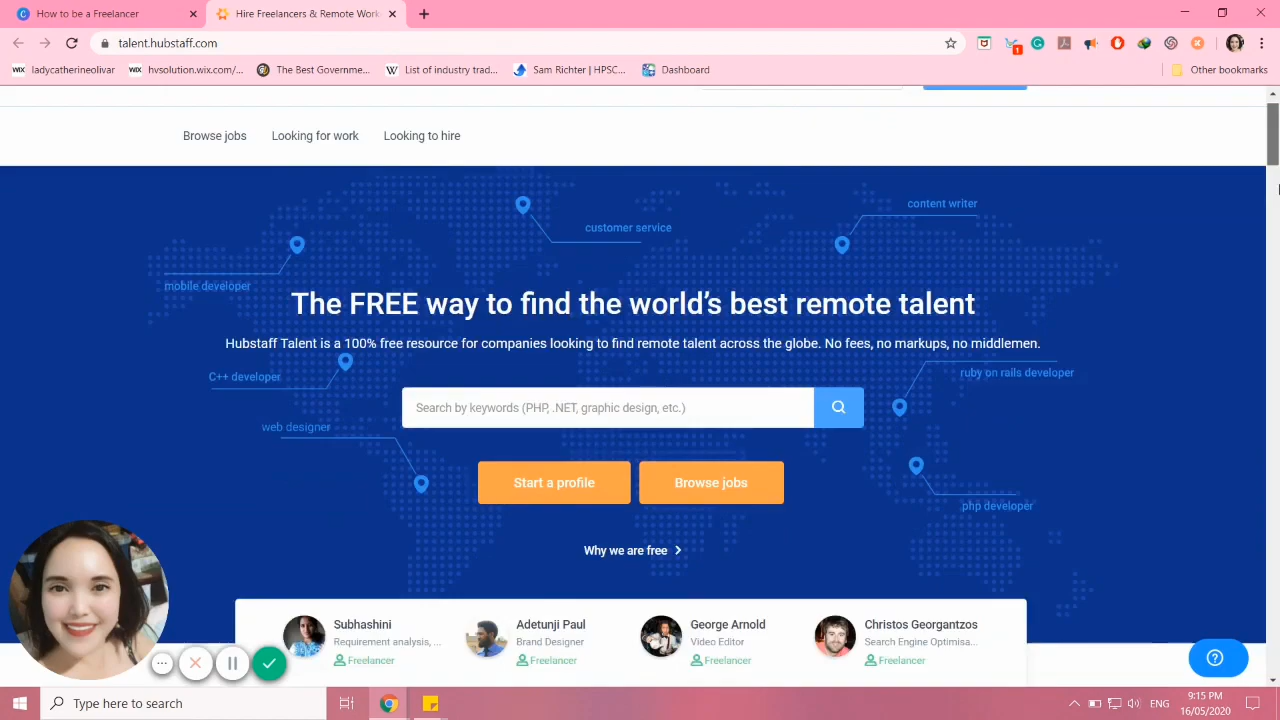 How to be a Freelancer
Hire Freelancers & Remote Work
talent.hubstaff.com
1
WIX ladycatherineolivar
WIX hvsolution.wix.com/...
The Best Governme...
W List of industry trad...
Sam Richter | HPSC...
Dashboard
Other bookmarks
Browse jobs
Looking for work
Looking to hire
content writer
customer service
mobile developer
The FREE way to find the world's best remote talent
Hubstaff Talent is a 100% free resource for companies looking to find remote talent across the globe. No fees, no markups, no middlemen.
C++ developer
ruby on rails developer
Search by keywords (PHP, .NET, graphic design, etc.)
web designer
Start a profile
Browse jobs
php developer
Why we are free
Subhashini
Requirement analysis, ...
Freelancer
Adetunji Paul
Brand Designer
Freelancer
George Arnold
Video Editor
Freelancer
Christos Georgantzos
Search Engine Optimisa...
Freelancer
Type here to search
ENG
9:15 PM
16/05/2020